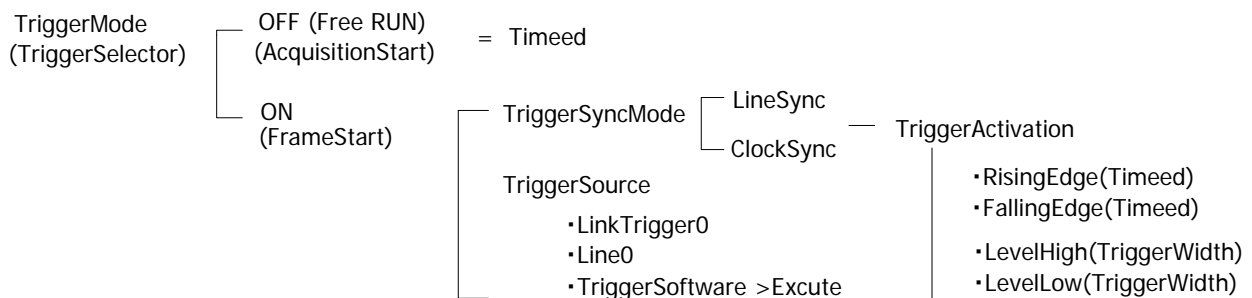 TriggerMode
(TriggerSelector)
OFF (Free RUN)
(AcquisitionStart)
= Timeed
ON
(FrameStart)
TriggerSyncMode
LineSync
ClockSync
TriggerActivation
・RisingEdge(Timeed)
・FallingEdge(Timeed)
・LevelHigh(TriggerWidth)
・LevelLow(TriggerWidth)
TriggerSource
・LinkTrigger0
・Line0
・TriggerSoftware >Excute